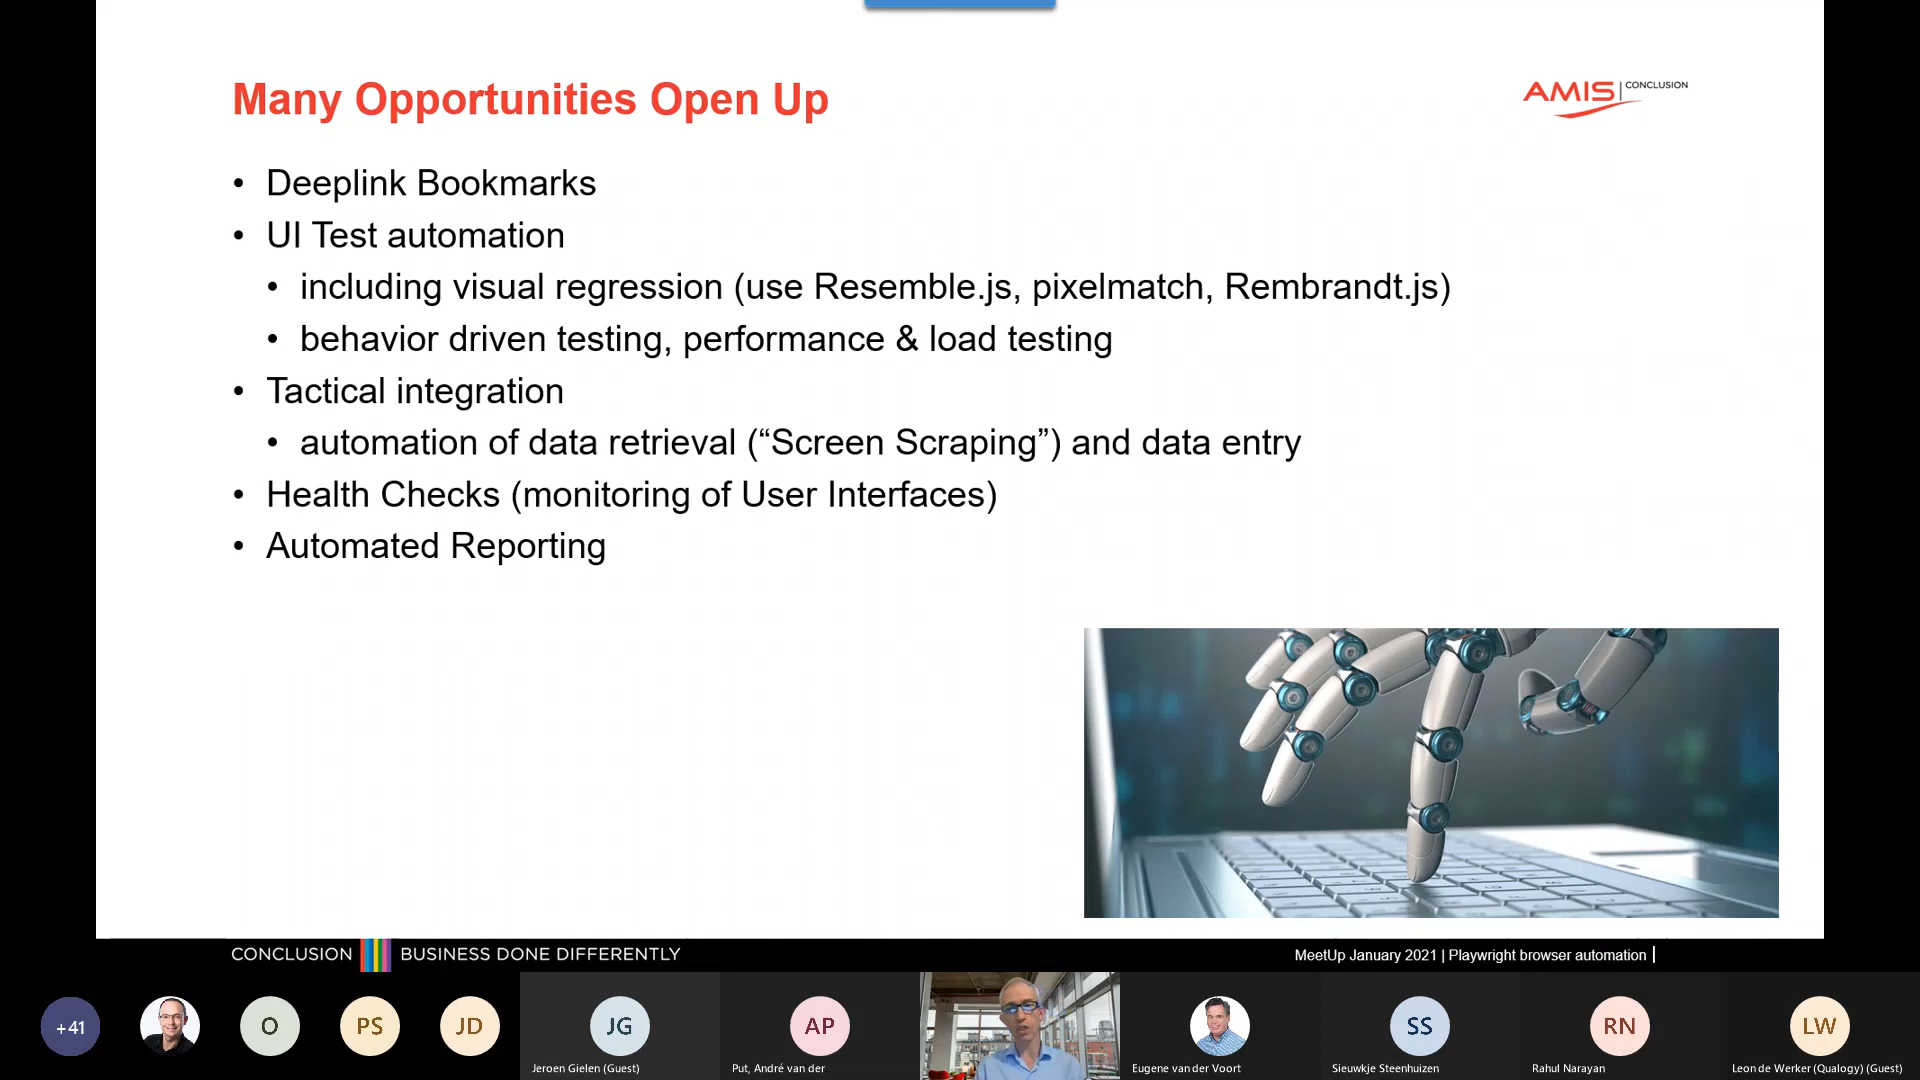 Many Opportunities Open Up
AMIS | CONCLUSION
• Deeplink Bookmarks
• UI Test automation
• including visual regression (use Resemble.js, pixelmatch, Rembrandt.js)
• behavior driven testing, performance & load testing
• Tactical integration
• automation of data retrieval (“Screen Scraping”) and data entry
• Health Checks (monitoring of User Interfaces)
• Automated Reporting
CONCLUSION BUSINESS DONE DIFFERENTLY
MeetUp January 2021 | Playwright browser automation |
+41
O
PS
JD
JG
AP
SS
RN
LW
Jeroen Gielen (Guest)
Put, André van der
Eugene van der Voort
Sieuwkje Steenhuizen
Rahul Narayan
Leon de Werker (Qualogy) (Guest)